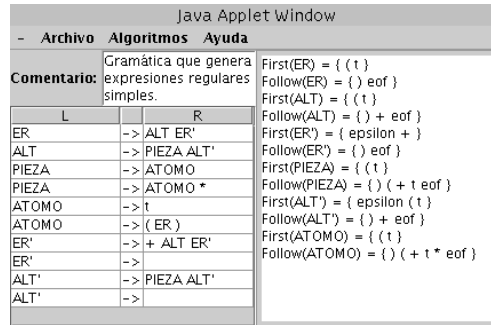 Java Applet Window
- Archivo Algoritmos Ayuda
Comentario:
Gramática que genera
expresiones regulares
simples.
L R
ER -> ALT ER'
ALT -> PIEZA ALT'
PIEZA -> ATOMO
PIEZA -> ATOMO *
ATOMO -> t
ATOMO -> ( ER )
ER' -> + ALT ER'
ER' ->
ALT' -> PIEZA ALT'
ALT' ->
First(ER) = { ( t }
Follow(ER) = { ) eof }
First(ALT) = { ( t }
Follow(ALT) = { ) + eof }
First(ER') = { epsilon + }
Follow(ER') = { ) eof }
First(PIEZA) = { ( t }
Follow(PIEZA) = { ) ( + t eof }
First(ALT') = { epsilon ( t }
Follow(ALT') = { ) + eof }
First(ATOMO) = { ( t }
Follow(ATOMO) = { ) ( + t * eof }